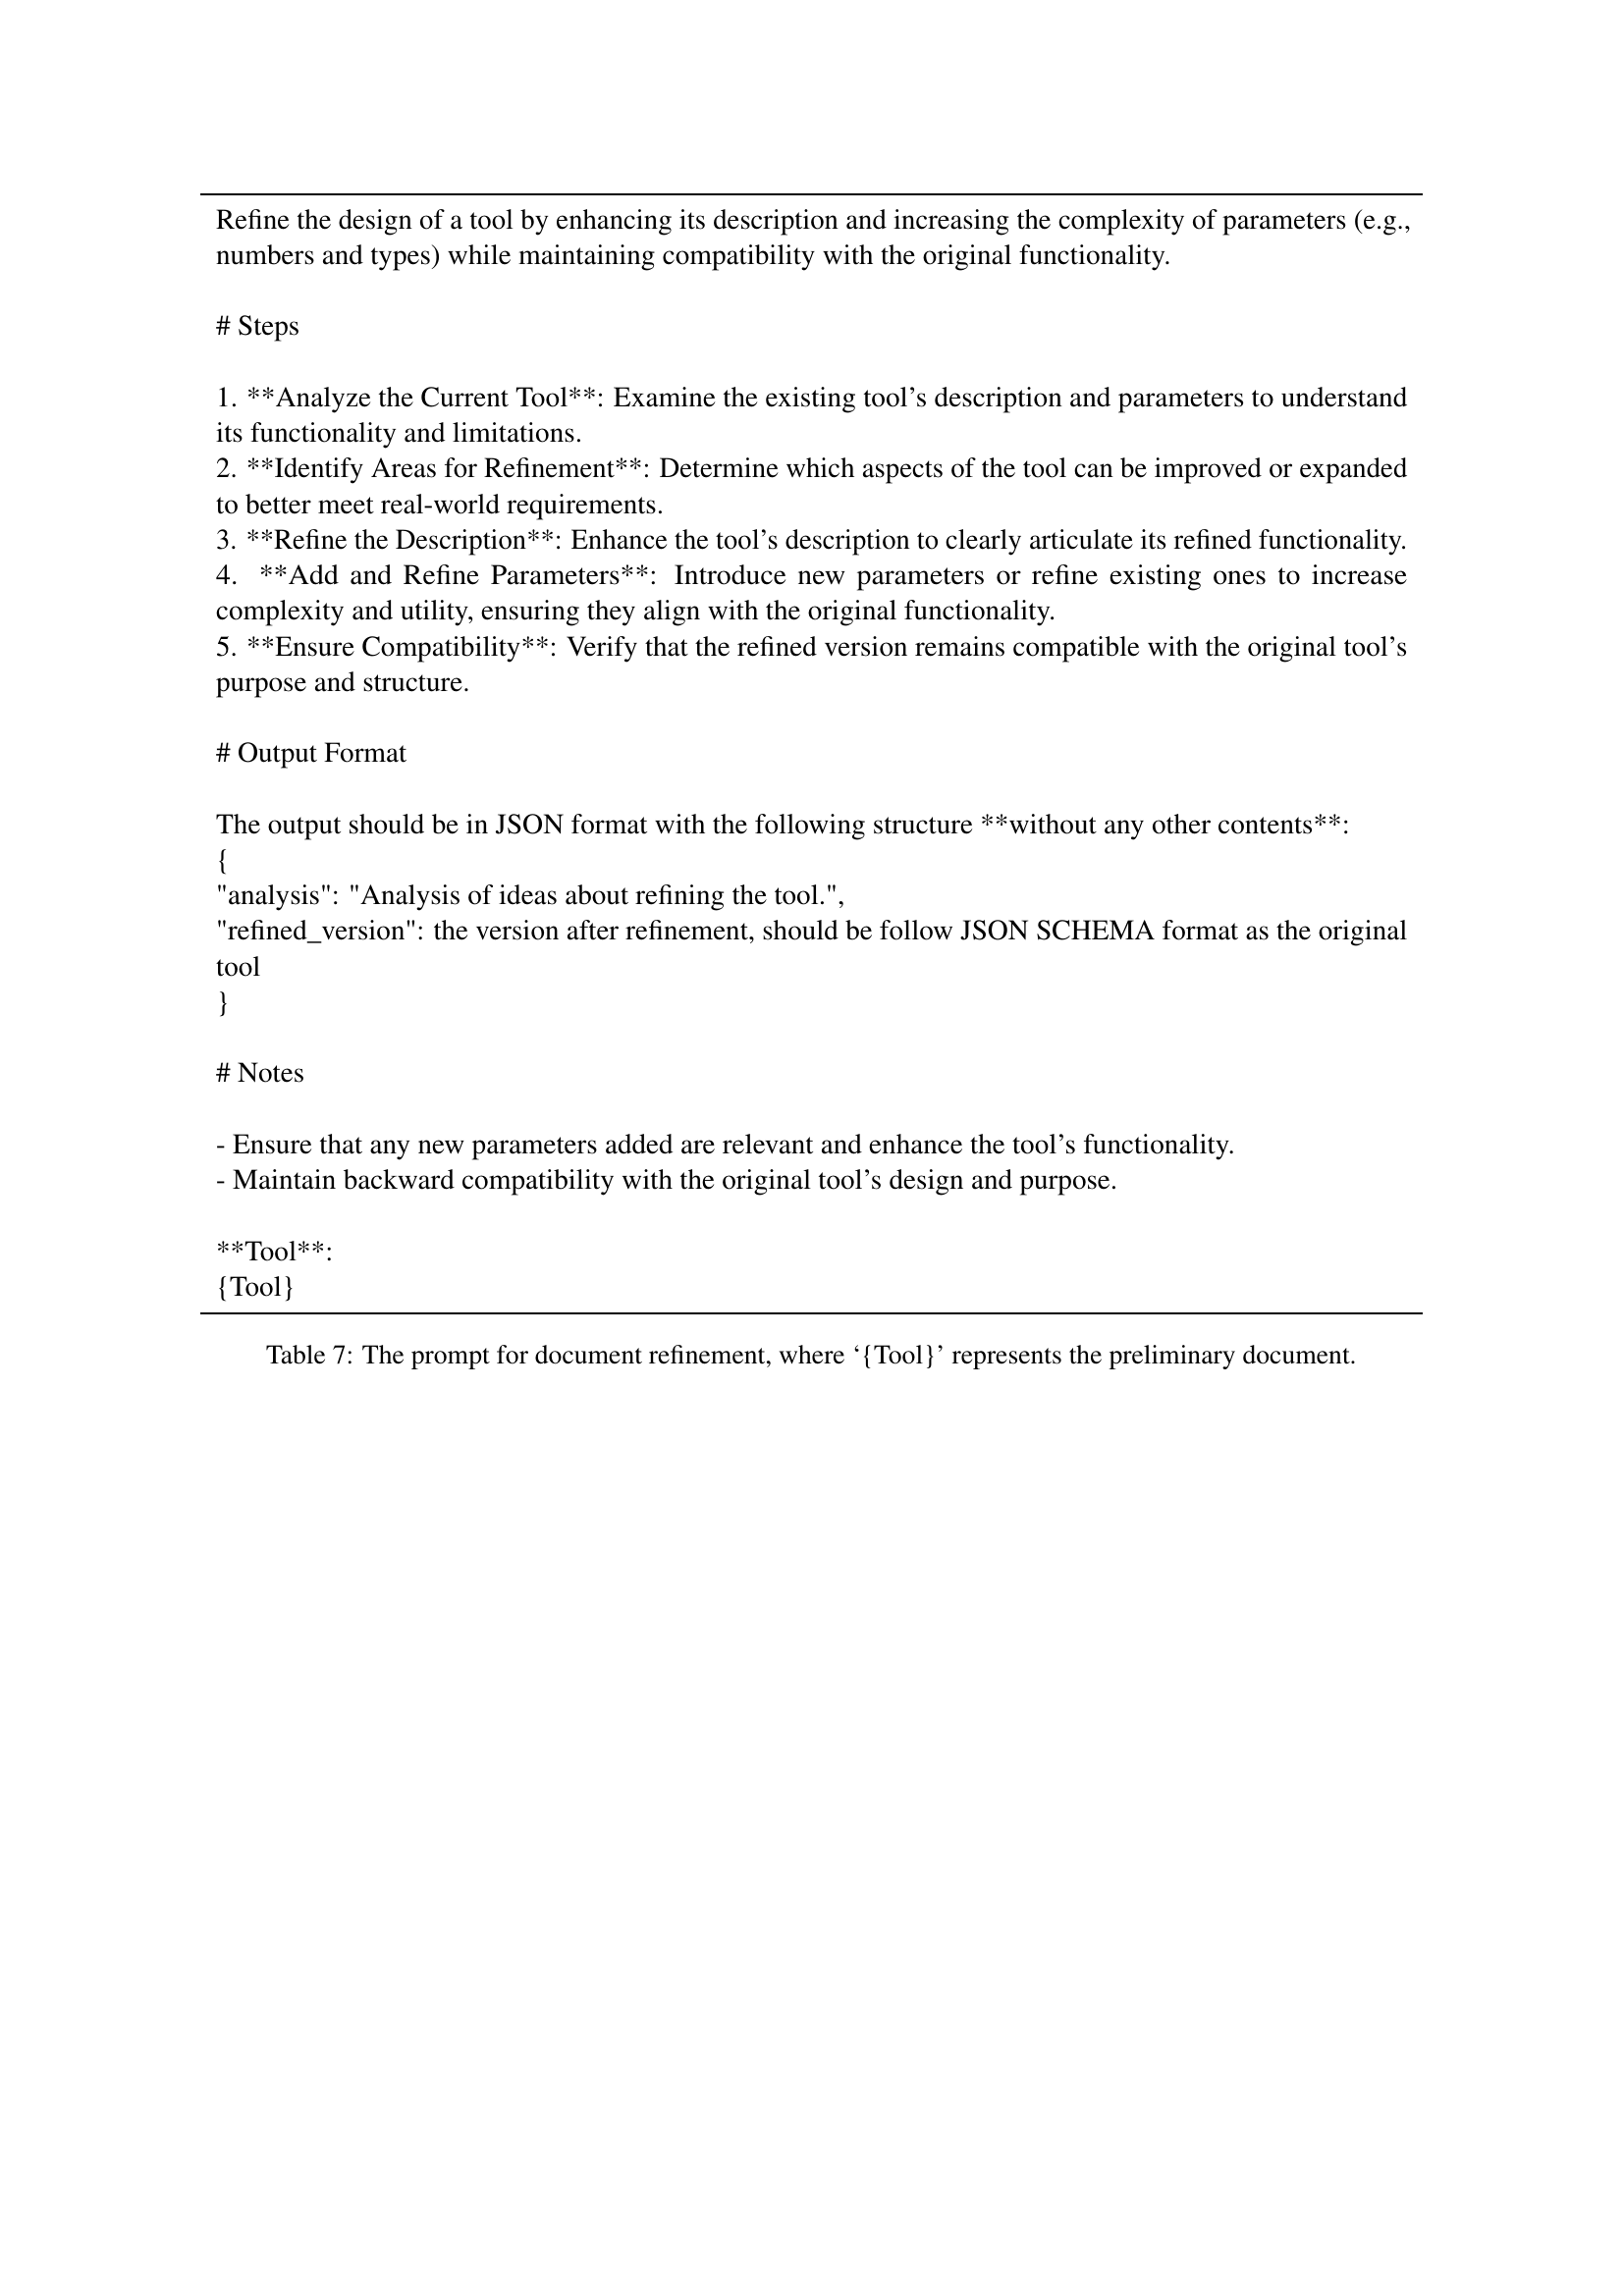 Refine the design of a tool by enhancing its description and increasing the complexity of parameters (e.g.,
numbers and types) while maintaining compatibility with the original functionality.
# Steps
1. **Analyze the Current Tool**: Examine the existing tool’s description and parameters to understand
its functionality and limitations.
2. **Identify Areas for Refinement**: Determine which aspects of the tool can be improved or expanded
to better meet real-world requirements.
3. **Refine the Description**: Enhance the tool’s description to clearly articulate its refined functionality.
4. **Add and Refine Parameters**: Introduce new parameters or refine existing ones to increase
complexity and utility, ensuring they align with the original functionality.
5. **Ensure Compatibility**: Verify that the refined version remains compatible with the original tool’s
purpose and structure.
# Output Format
The output should be in JSON format with the following structure **without any other contents**:
{
"analysis": "Analysis of ideas about refining the tool.",
"refined_version": the version after refinement, should be follow JSON SCHEMA format as the original
tool
}
# Notes
- Ensure that any new parameters added are relevant and enhance the tool’s functionality.
- Maintain backward compatibility with the original tool’s design and purpose.
**Tool**:
{Tool}
Table 7: The prompt for document refinement, where ‘{Tool}’ represents the preliminary document.